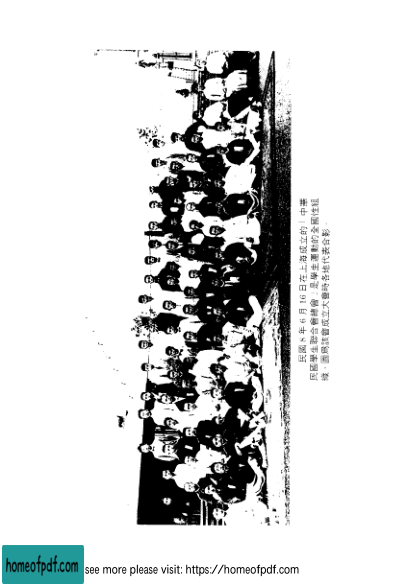 民國 8 年 6 月 16 日在上海成立的「中華
民國學生聯合會總會」是學生運動的全國性組
織，圖爲該會成立大會時各地代表合影。
homeofpdf.com
see more please visit: https://homeofpdf.com